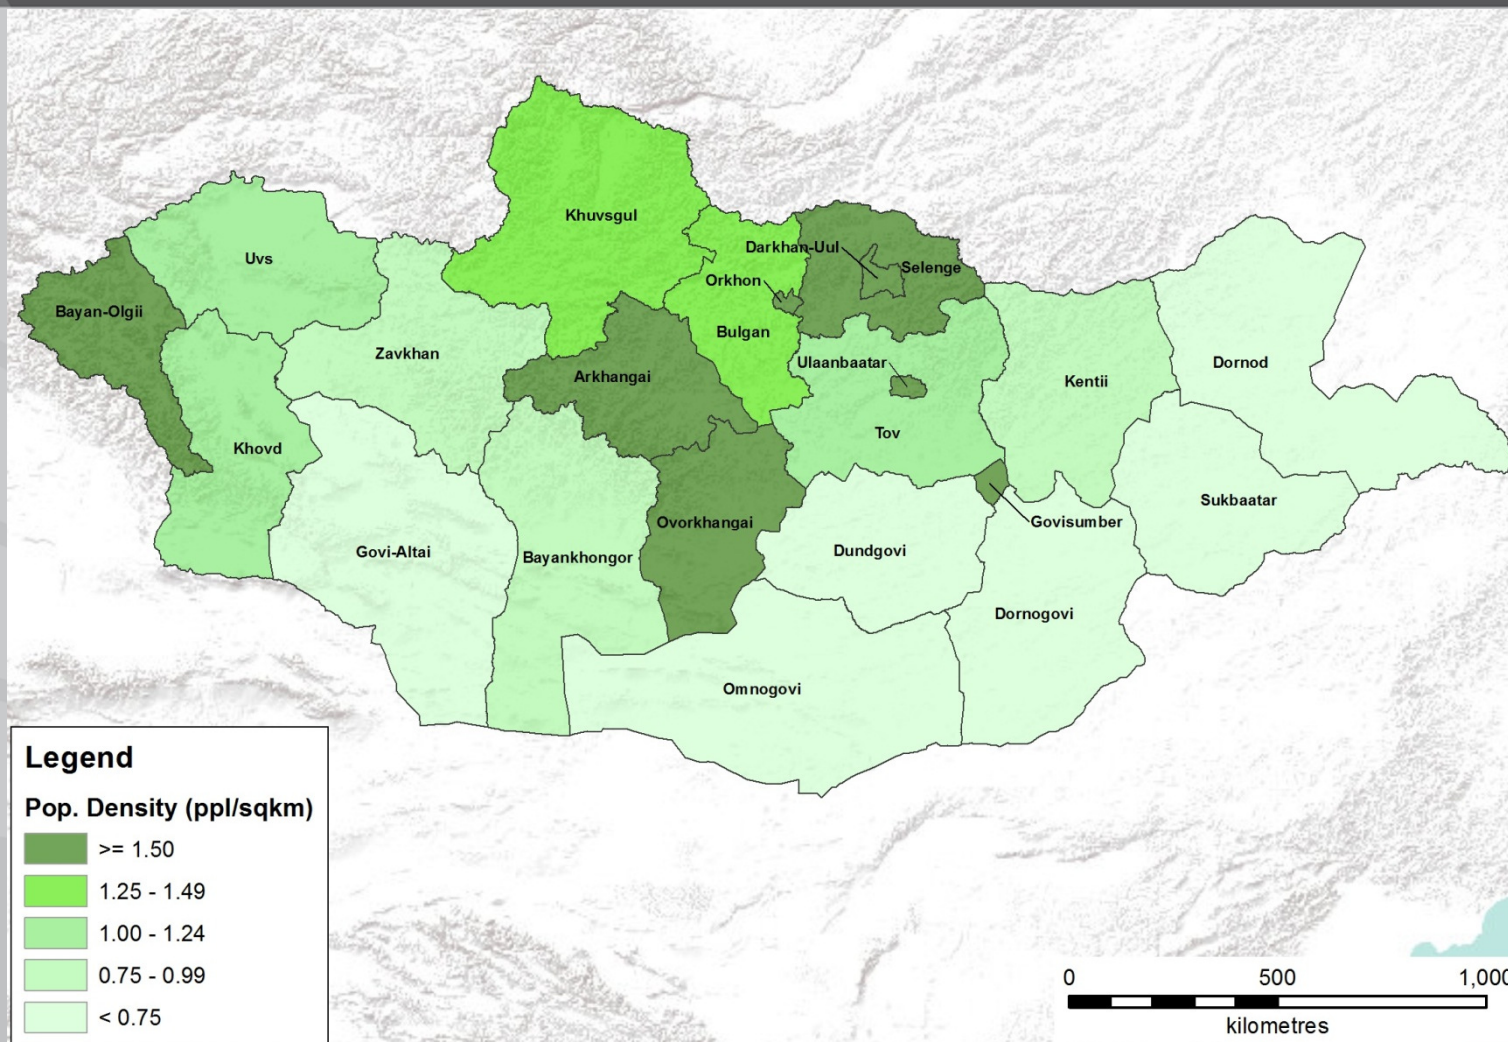 Khuvsgul
Uvs
Darkhan-Uul
Selenge
Orkhon
Bayan-Olgii
Bulgan
Zavkhan
Ulaanbaatar
Dornod
Arkhangai
Kentii
Tov
Khovd
Sukbaatar
Ovorkhangai
Govisumber
Govi-Altai
Dundgovi
Bayankhongor
Dornogovi
Omnogovi
Legend
Pop. Density (ppl/sqkm)
>= 1.50
1.25 - 1.49
1.00 - 1.24
0.75 - 0.99
< 0.75
0 500 1,000
kilometres